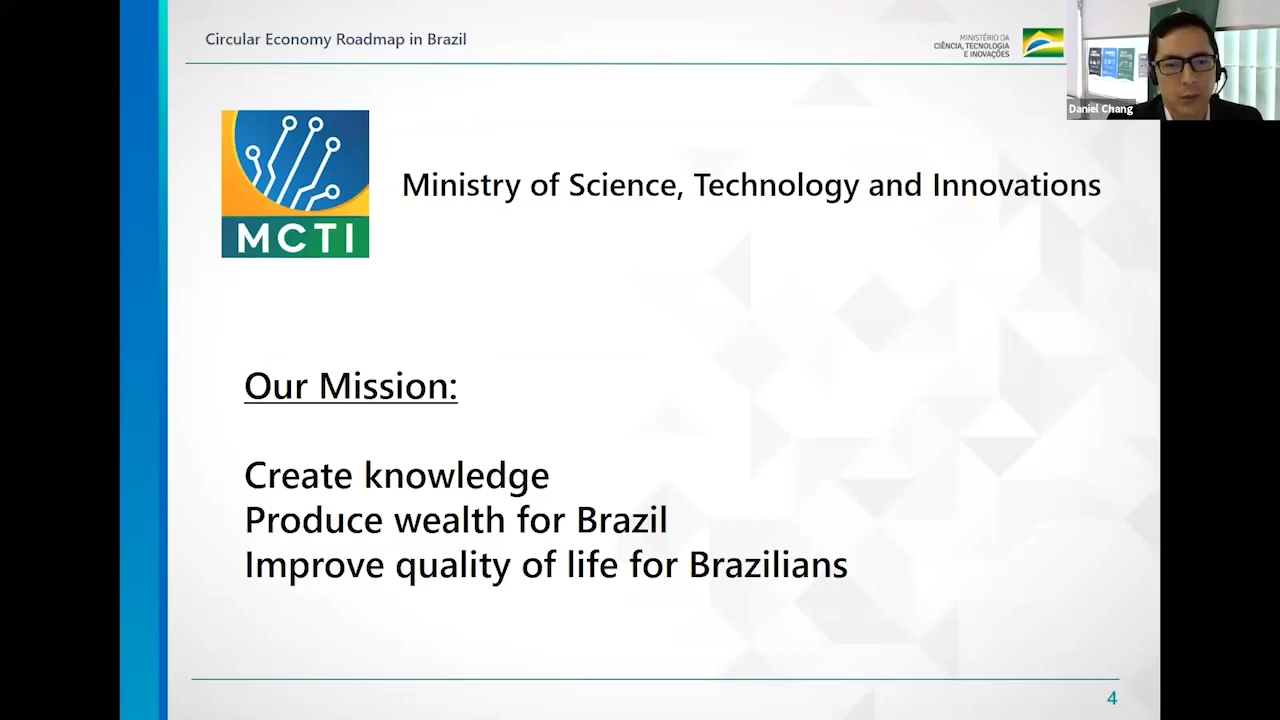 Circular Economy Roadmap in Brazil
MINISTÉRIO DA
CIÊNCIA, TECNOLOGIA
E INOVAÇÕES
Daniel Chang
MCTI
Ministry of Science, Technology and Innovations
Our Mission:
Create knowledge
Produce wealth for Brazil
Improve quality of life for Brazilians
4